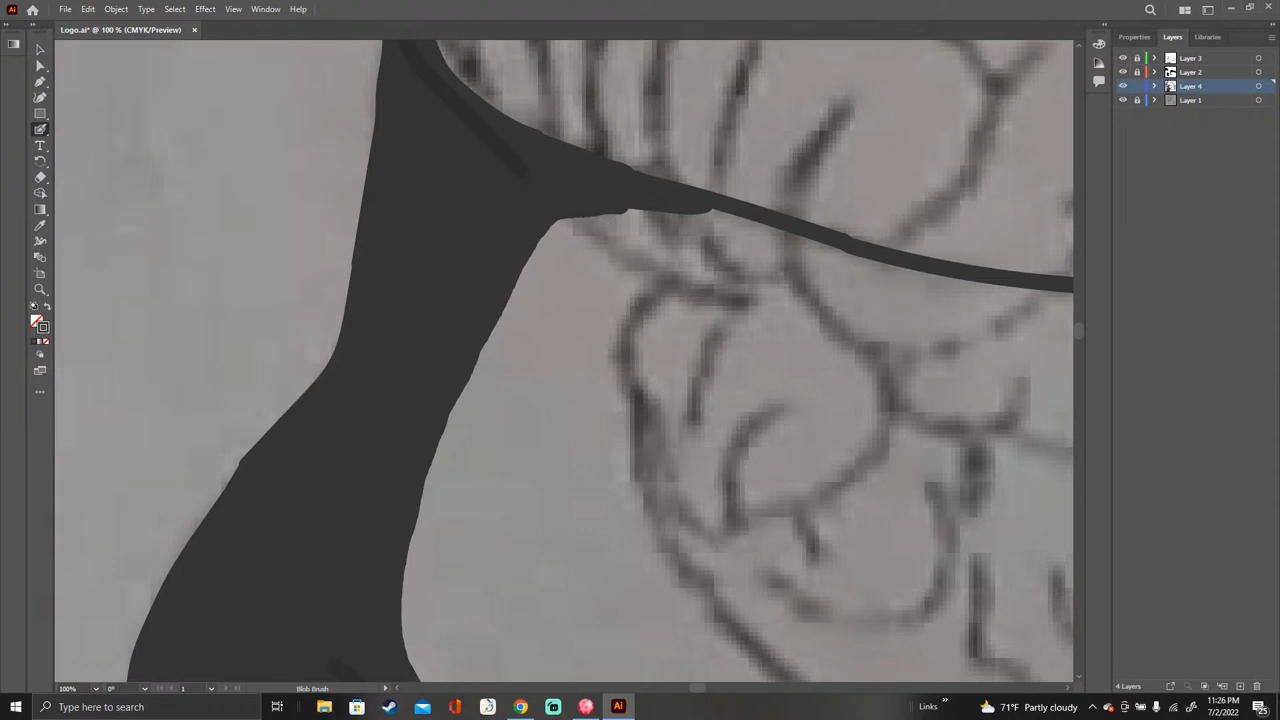 File Edit Object Type Select Effect View Window Help
Logo.ai* @ 100 % (CMYK/Preview)
Properties Layers Libraries
Layer 3
Layer 2
Layer 4
Layer 1
4 Layers
100% 0° 1 Blob Brush
Type here to search
Links
71°F Partly cloudy
11:26 PM
7/2/2022